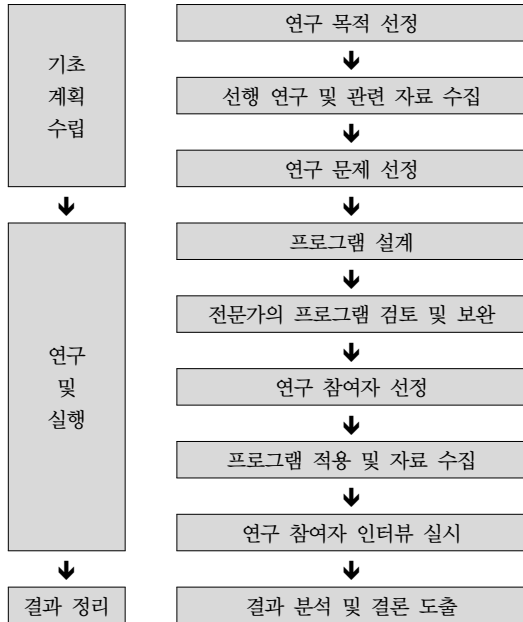 기초
계획
수립
연구 목적 선정
선행 연구 및 관련 자료 수집
연구 문제 선정
연구
및
실행
프로그램 설계
전문가의 프로그램 검토 및 보완
연구 참여자 선정
프로그램 적용 및 자료 수집
연구 참여자 인터뷰 실시
결과 정리
결과 분석 및 결론 도출